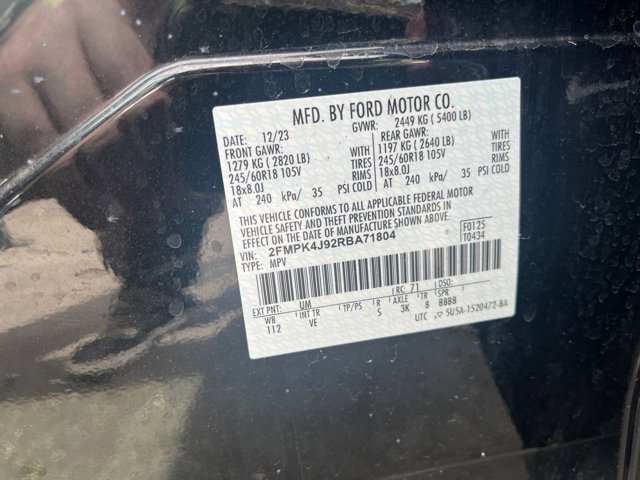 MFD. BY FORD MOTOR CO.
DATE: 12/23 GVWR: 2449 KG ( 5400 LB)
FRONT GAWR: WITH REAR GAWR: WITH
1279 KG ( 2820 LB) TIRES 1197 KG ( 2640 LB) TIRES
245/60R18 105V RIMS 245/60R18 105V RIMS
18x8.0J 18x8.0J
AT 240 kPa/ 35 PSI COLD AT 240 kPa/ 35 PSI COLD
THIS VEHICLE CONFORMS TO ALL APPLICABLE FEDERAL MOTOR
VEHICLE SAFETY AND THEFT PREVENTION STANDARDS IN
EFFECT ON THE DATE OF MANUFACTURE SHOWN ABOVE.
VIN: 2FMPK4J92RBA71804 F0125
TYPE: MPV T0434
EXT PNT: UM RC: 71 DSO:
WB INT TR TP/PS R AXLE TR SPR
112 VE S 3K 8 BBBB
UTC SU5A-1520472-BA